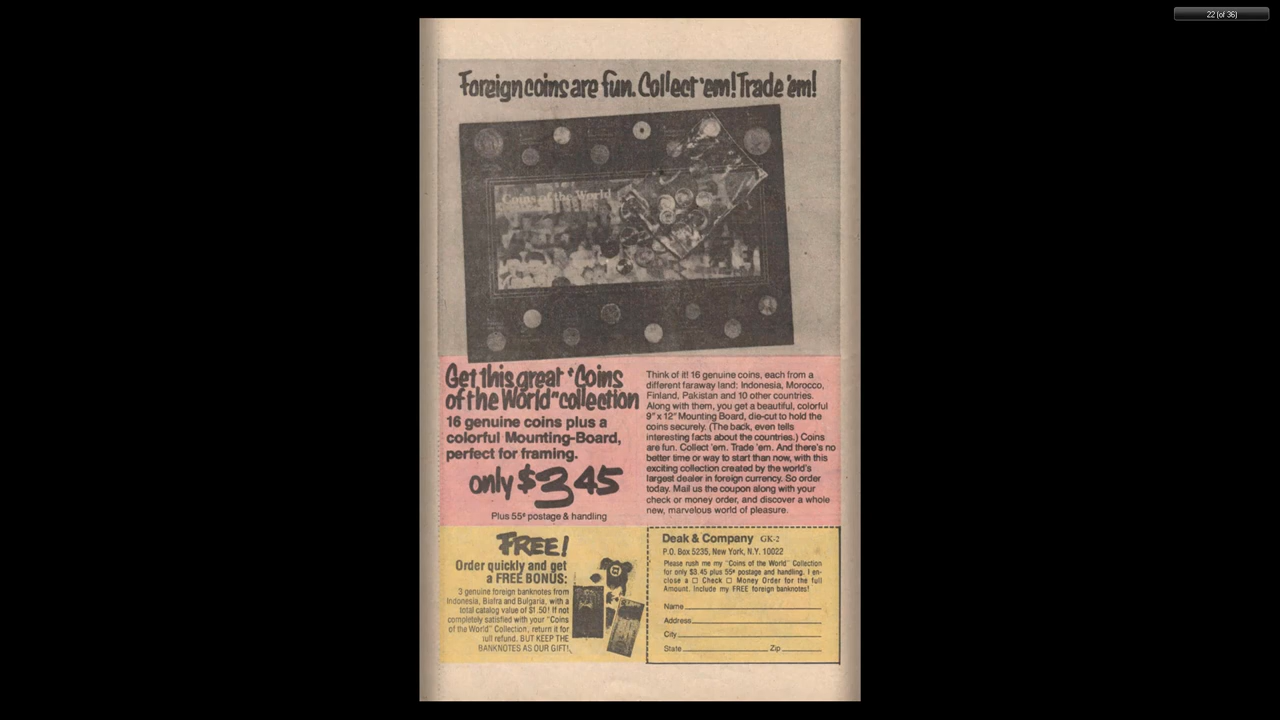 22 (of 36)
Foreign coins are fun. Collect 'em! Trade 'em!
Coins of the World
Get this great "Coins
of the World" collection
16 genuine coins plus a
colorful Mounting-Board,
perfect for framing.
only $3.45
Plus 55¢ postage & handling
Think of it! 16 genuine coins, each from a
different faraway land: Indonesia, Morocco,
Finland, Pakistan and 10 other countries.
Along with them, you get a beautiful, colorful
9" x 12" Mounting Board, die-cut to hold the
coins securely. (The back, even tells
interesting facts about the countries.) Coins
are fun. Collect 'em. Trade 'em. And there's no
better time or way to start than now, with this
exciting collection created by the world's
largest dealer in foreign currency. So order
today. Mail us the coupon along with your
check or money order, and discover a whole
new, marvelous world of pleasure.
FREE!
Order quickly and get
a FREE BONUS:
3 genuine foreign banknotes from
Indonesia, Biafra and Bulgaria, with a
total catalog value of $1.50! If not
completely satisfied with your "Coins
of the World" Collection, return it for
full refund. BUT KEEP THE
BANKNOTES AS OUR GIFT!
Deak & Company GK-2
P.O. Box 5235, New York, N.Y. 10022
Please rush me my "Coins of the World" Collection
for only $3.45 plus 55¢ postage and handling. I en-
close a □ Check □ Money Order for the full
Amount. Include my FREE foreign banknotes!
Name
Address
City
State Zip